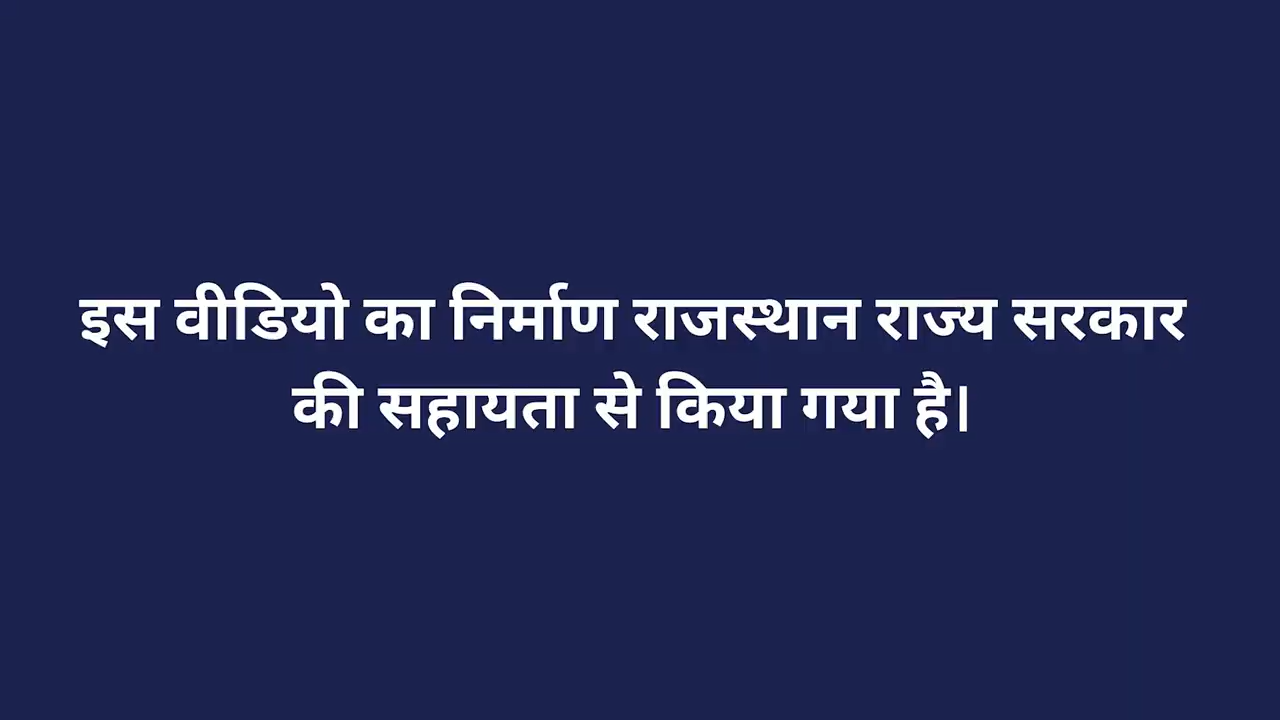 इस वीडियो का निर्माण राजस्थान राज्य सरकार
की सहायता से किया गया है।